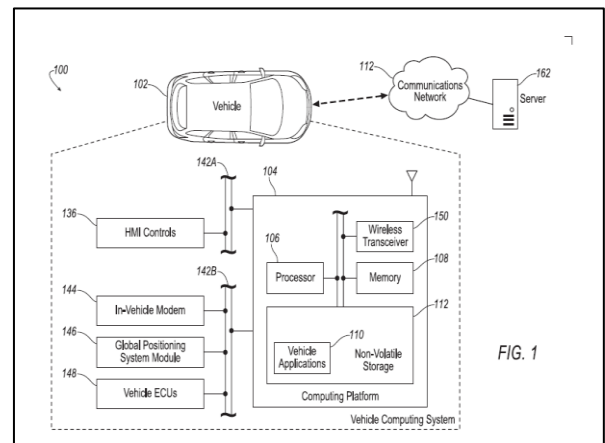 100
102
Vehicle
112
Communications
Network
162
Server
142A
104
136
HMI Controls
106
Processor
Wireless
Transceiver
150
Memory
108
142B
144
In-Vehicle Modem
146
Global Positioning
System Module
148
Vehicle ECUs
110
Vehicle
Applications
Non-Volatile
Storage
112
Computing Platform
Vehicle Computing System
FIG. 1